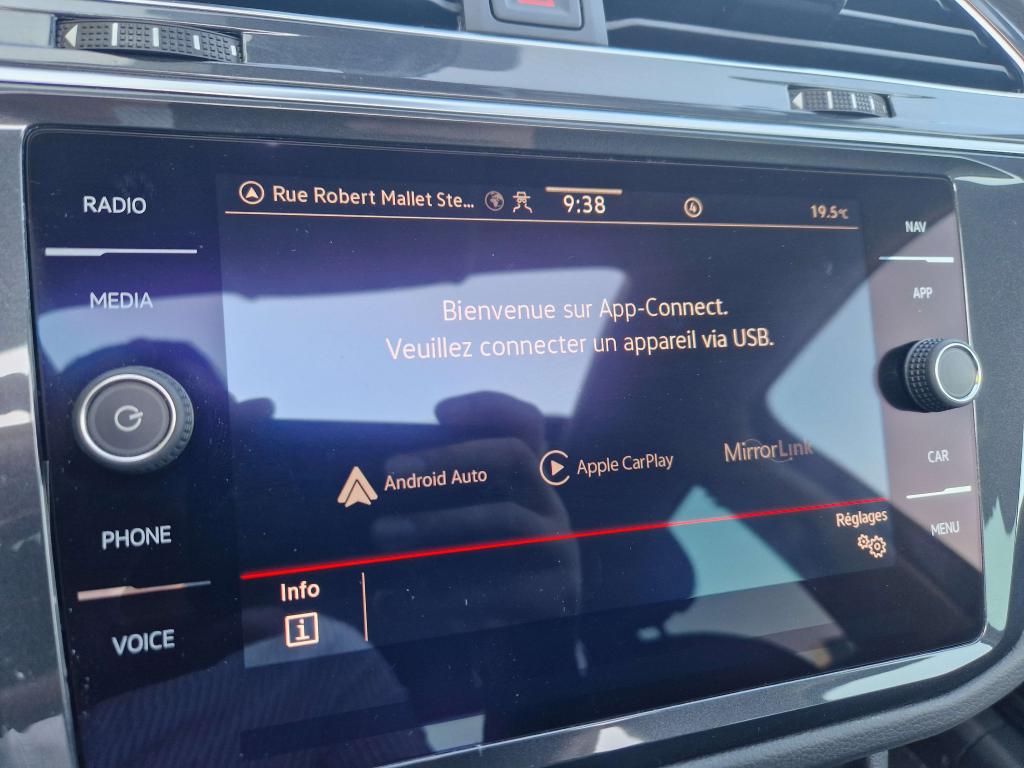 RADIO
MEDIA
PHONE
VOICE
Rue Robert Mallet Ste...
9:38
4
19.5°C
Bienvenue sur App-Connect.
Veuillez connecter un appareil via USB.
Android Auto
Apple CarPlay
MirrorLink
Réglages
Info
i
NAV
APP
CAR
MENU